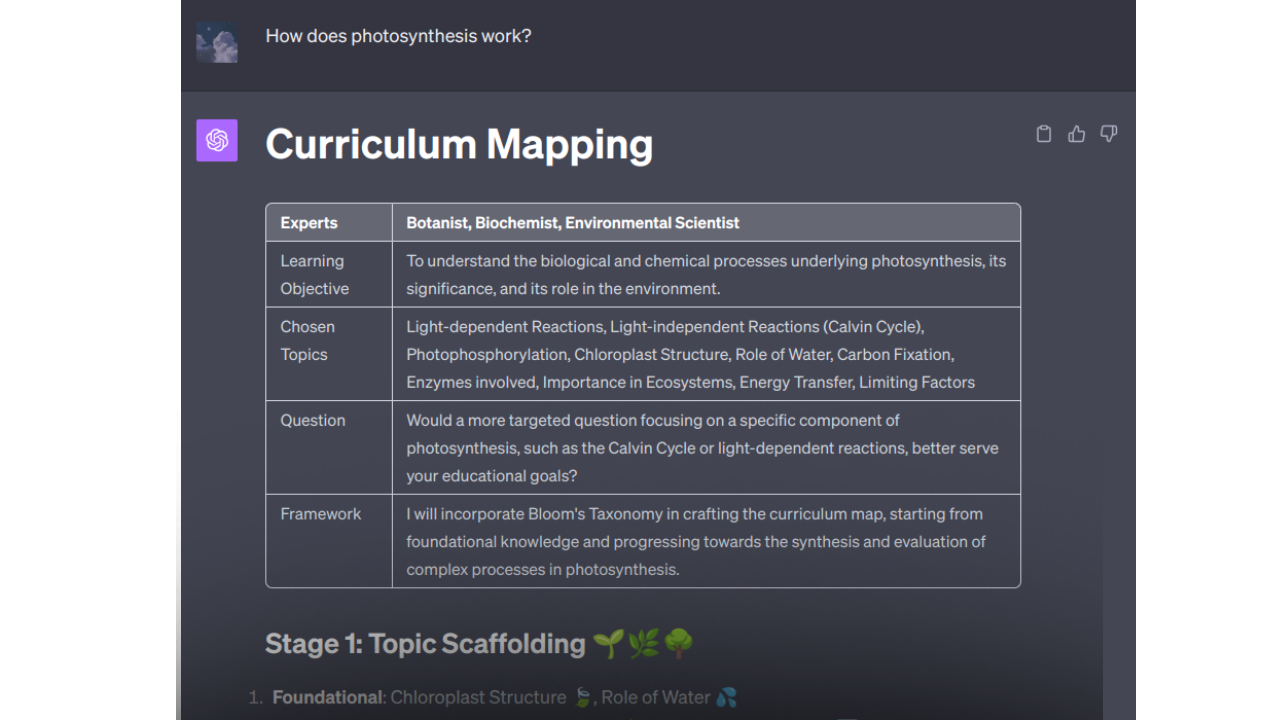 How does photosynthesis work?
Curriculum Mapping
Experts Botanist, Biochemist, Environmental Scientist
Learning Objective To understand the biological and chemical processes underlying photosynthesis, its
significance, and its role in the environment.
Chosen Topics Light-dependent Reactions, Light-independent Reactions (Calvin Cycle),
Photophosphorylation, Chloroplast Structure, Role of Water, Carbon Fixation,
Enzymes involved, Importance in Ecosystems, Energy Transfer, Limiting Factors
Question Would a more targeted question focusing on a specific component of
photosynthesis, such as the Calvin Cycle or light-dependent reactions, better serve
your educational goals?
Framework I will incorporate Bloom's Taxonomy in crafting the curriculum map, starting from
foundational knowledge and progressing towards the synthesis and evaluation of
complex processes in photosynthesis.
Stage 1: Topic Scaffolding 🌱🌿🌳
1. Foundational: Chloroplast Structure 🍃, Role of Water 💦